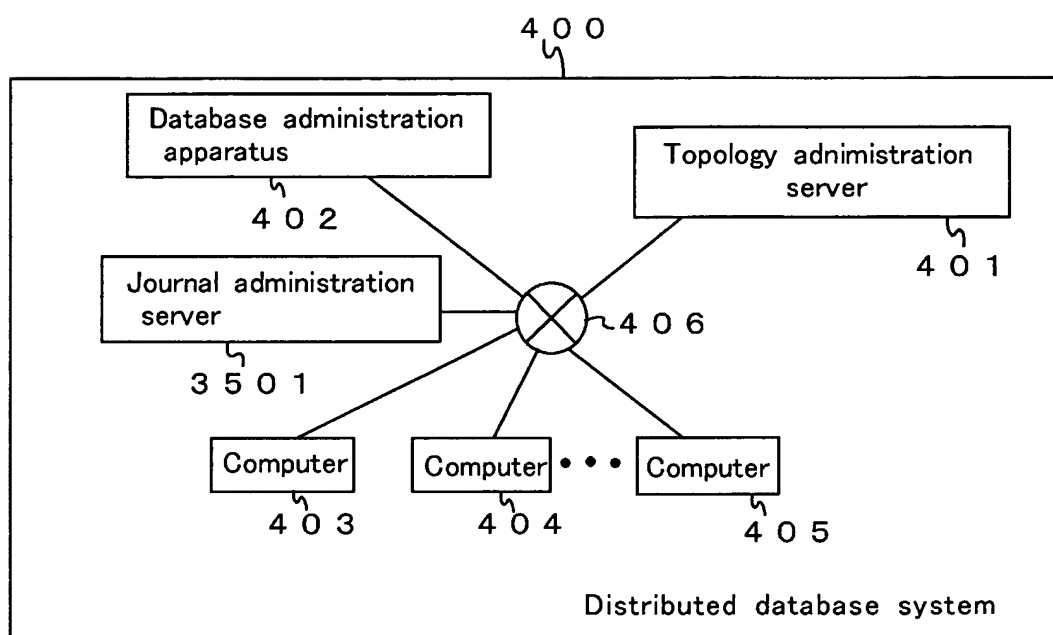 400
Database administration
apparatus
402
Topology adnimistration
server
401
Journal administration
server
3501
406
Computer
403
Computer
404
Computer
405
Distributed database system